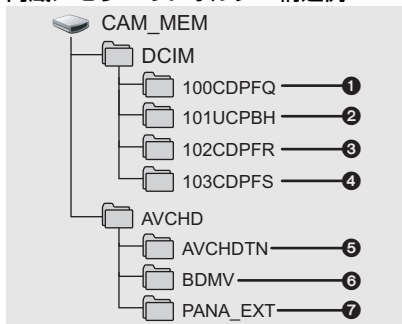 CAM_MEM
DCIM
100CDPFQ ❶
101UCPBH ❷
102CDPFR ❸
103CDPFS ❹
AVCHD
AVCHDTN ❺
BDMV ❻
PANA_EXT ❼